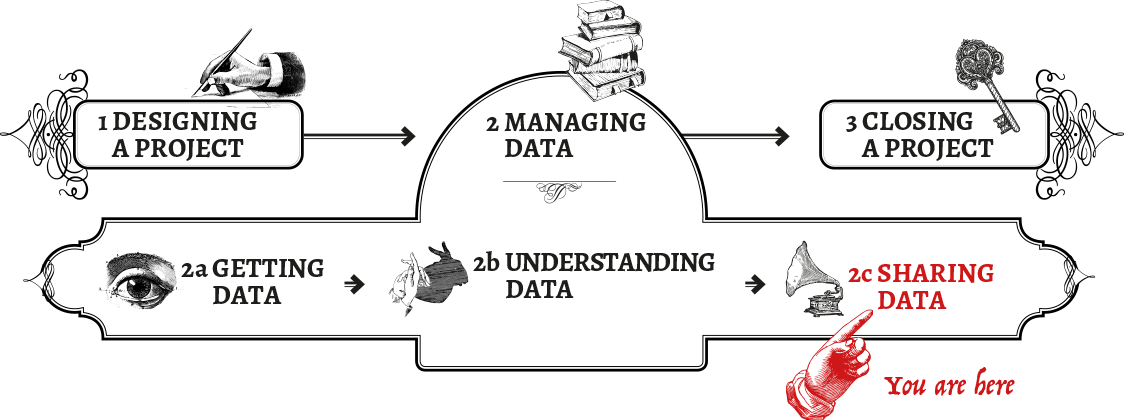 1 DESIGNING
A PROJECT
2 MANAGING
DATA
3 CLOSING
A PROJECT
2a GETTING
DATA
2b UNDERSTANDING
DATA
2c SHARING
DATA
You are here